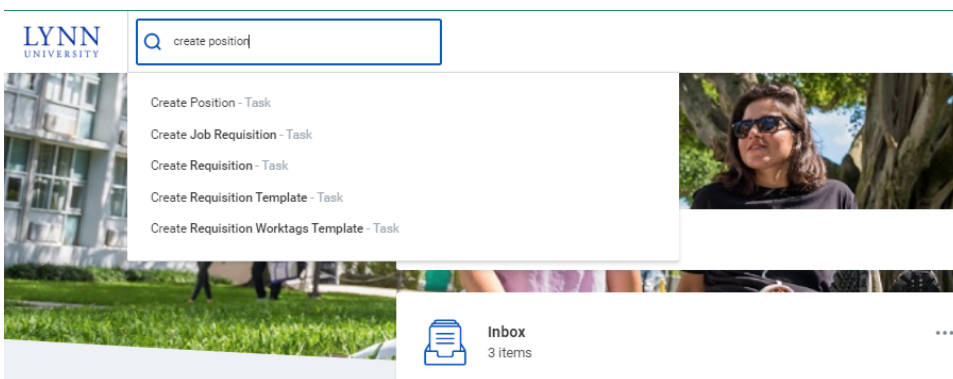 LYNN
UNIVERSITY
create position
Create Position - Task
Create Job Requisition - Task
Create Requisition - Task
Create Requisition Template - Task
Create Requisition Worktags Template - Task
Inbox
3 items